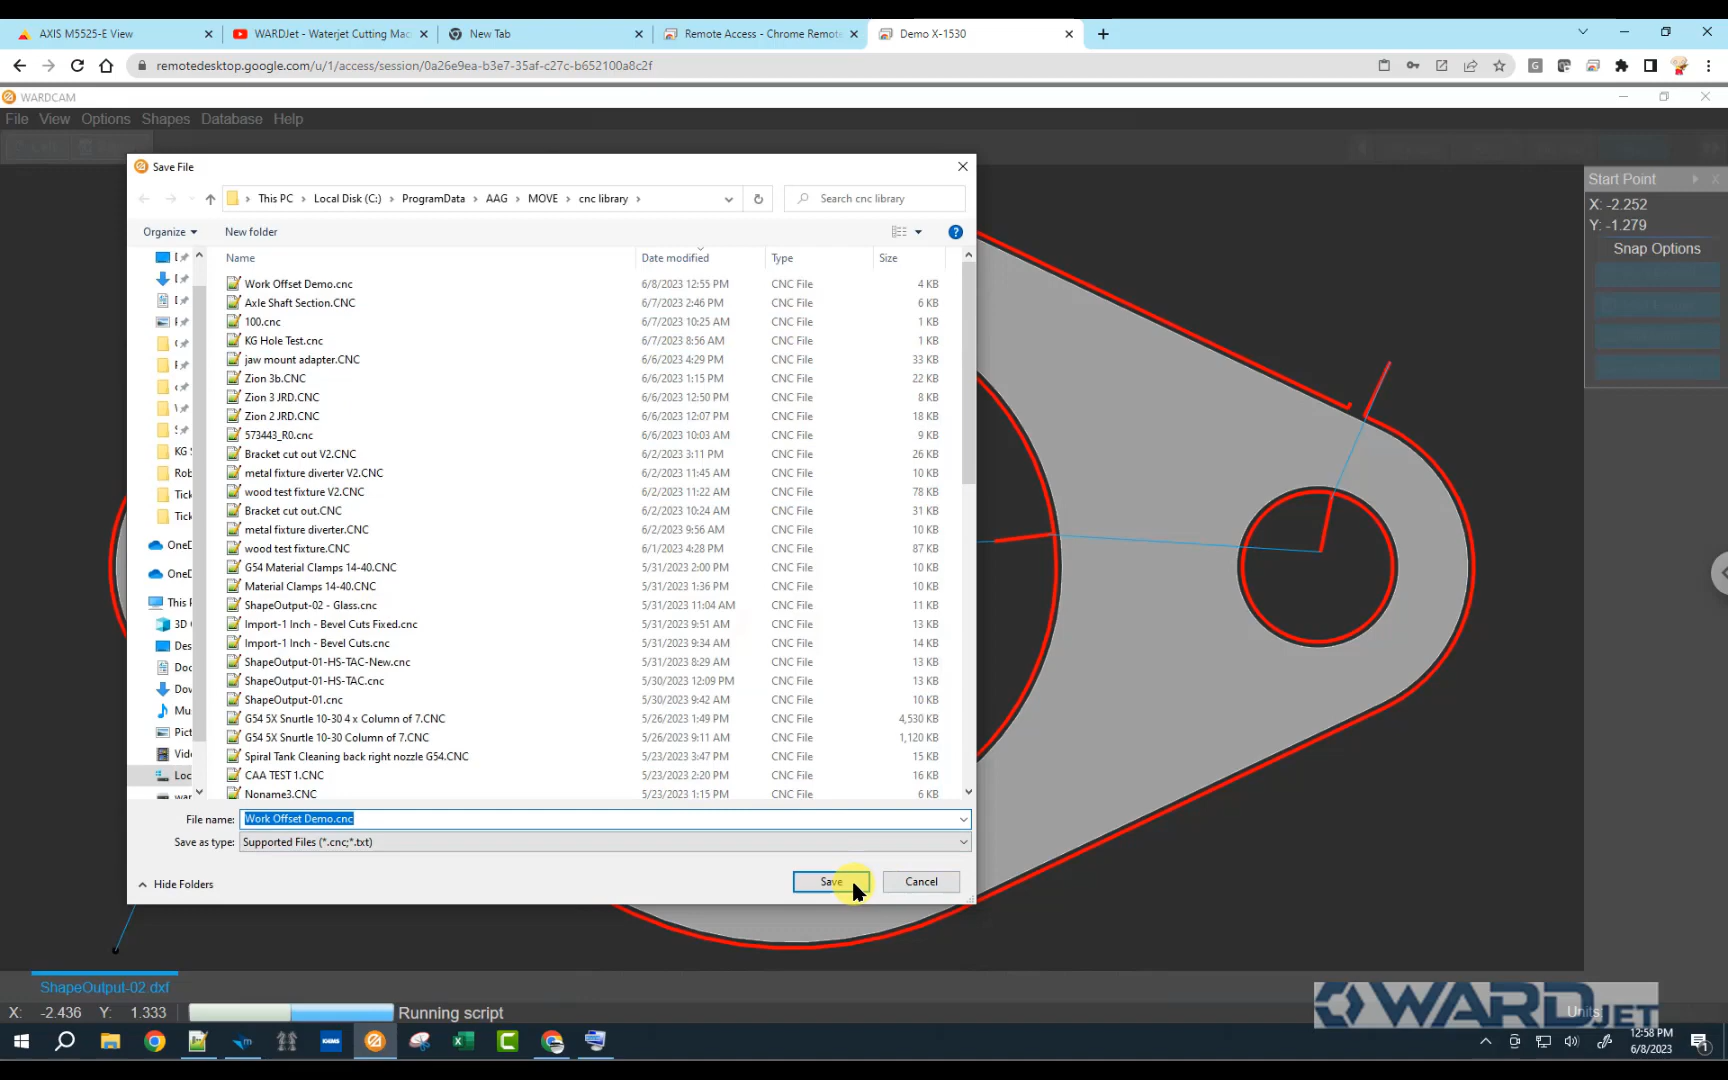 AXIS M5525-E View
WARDJet - Waterjet Cutting Mac
New Tab
Remote Access - Chrome Remote
Demo X-1530
remotedesktop.google.com/u/1/access/session/0a26e9ea-b3e7-35af-c27c-b652100a8c2f
WARDCAM
File View Options Shapes Database Help
Save File
This PC > Local Disk (C:) > ProgramData > AAG > MOVE > cnc library >
Search cnc library
Organize
New folder
Name Date modified Type Size
Work Offset Demo.cnc 6/8/2023 12:55 PM CNC File 4 KB
Axle Shaft Section.CNC 6/7/2023 2:46 PM CNC File 6 KB
100.cnc 6/7/2023 10:25 AM CNC File 1 KB
KG Hole Test.cnc 6/7/2023 8:56 AM CNC File 1 KB
jaw mount adapter.CNC 6/6/2023 4:29 PM CNC File 33 KB
Zion 3b.CNC 6/6/2023 1:15 PM CNC File 22 KB
Zion 3 JRD.CNC 6/6/2023 12:50 PM CNC File 8 KB
Zion 2 JRD.CNC 6/6/2023 12:07 PM CNC File 18 KB
573443_R0.cnc 6/6/2023 10:03 AM CNC File 9 KB
Bracket cut out V2.CNC 6/2/2023 3:11 PM CNC File 26 KB
metal fixture diverter V2.CNC 6/2/2023 11:45 AM CNC File 10 KB
wood test fixture V2.CNC 6/2/2023 11:22 AM CNC File 78 KB
Bracket cut out.CNC 6/2/2023 10:24 AM CNC File 31 KB
metal fixture diverter.CNC 6/2/2023 9:56 AM CNC File 10 KB
wood test fixture.CNC 6/1/2023 4:28 PM CNC File 87 KB
G54 Material Clamps 14-40.CNC 5/31/2023 2:00 PM CNC File 10 KB
Material Clamps 14-40.CNC 5/31/2023 1:36 PM CNC File 10 KB
ShapeOutput-02 - Glass.cnc 5/31/2023 11:04 AM CNC File 11 KB
Import-1 Inch - Bevel Cuts Fixed.cnc 5/31/2023 9:51 AM CNC File 13 KB
Import-1 Inch - Bevel Cuts.cnc 5/31/2023 9:34 AM CNC File 14 KB
ShapeOutput-01-HS-TAC-New.cnc 5/31/2023 8:29 AM CNC File 13 KB
ShapeOutput-01-HS-TAC.cnc 5/30/2023 12:09 PM CNC File 13 KB
ShapeOutput-01.cnc 5/30/2023 9:42 AM CNC File 10 KB
G54 5X Snurtle 10-30 4 x Column of 7.CNC 5/26/2023 1:49 PM CNC File 4,530 KB
G54 5X Snurtle 10-30 Column of 7.CNC 5/26/2023 9:11 AM CNC File 1,120 KB
Spiral Tank Cleaning back right nozzle G54.CNC 5/23/2023 3:47 PM CNC File 15 KB
CAA TEST 1.CNC 5/23/2023 2:20 PM CNC File 16 KB
Noname3.CNC 5/23/2023 1:15 PM CNC File 6 KB
KG
Rob
Tick
Tick
OneD
OneD
This P
3D
Des
Doc
Dow
Mu
Pict
Vide
Loc
File name: Work Offset Demo.cnc
Save as type: Supported Files (*.cnc;*.txt)
Hide Folders
Save
Cancel
Start Point
X: -2.252
Y: -1.279
Snap Options
ShapeOutput-02.dxf
X: -2.436 Y: 1.333 Running script
Units
WARDJET
12:58 PM
6/8/2023